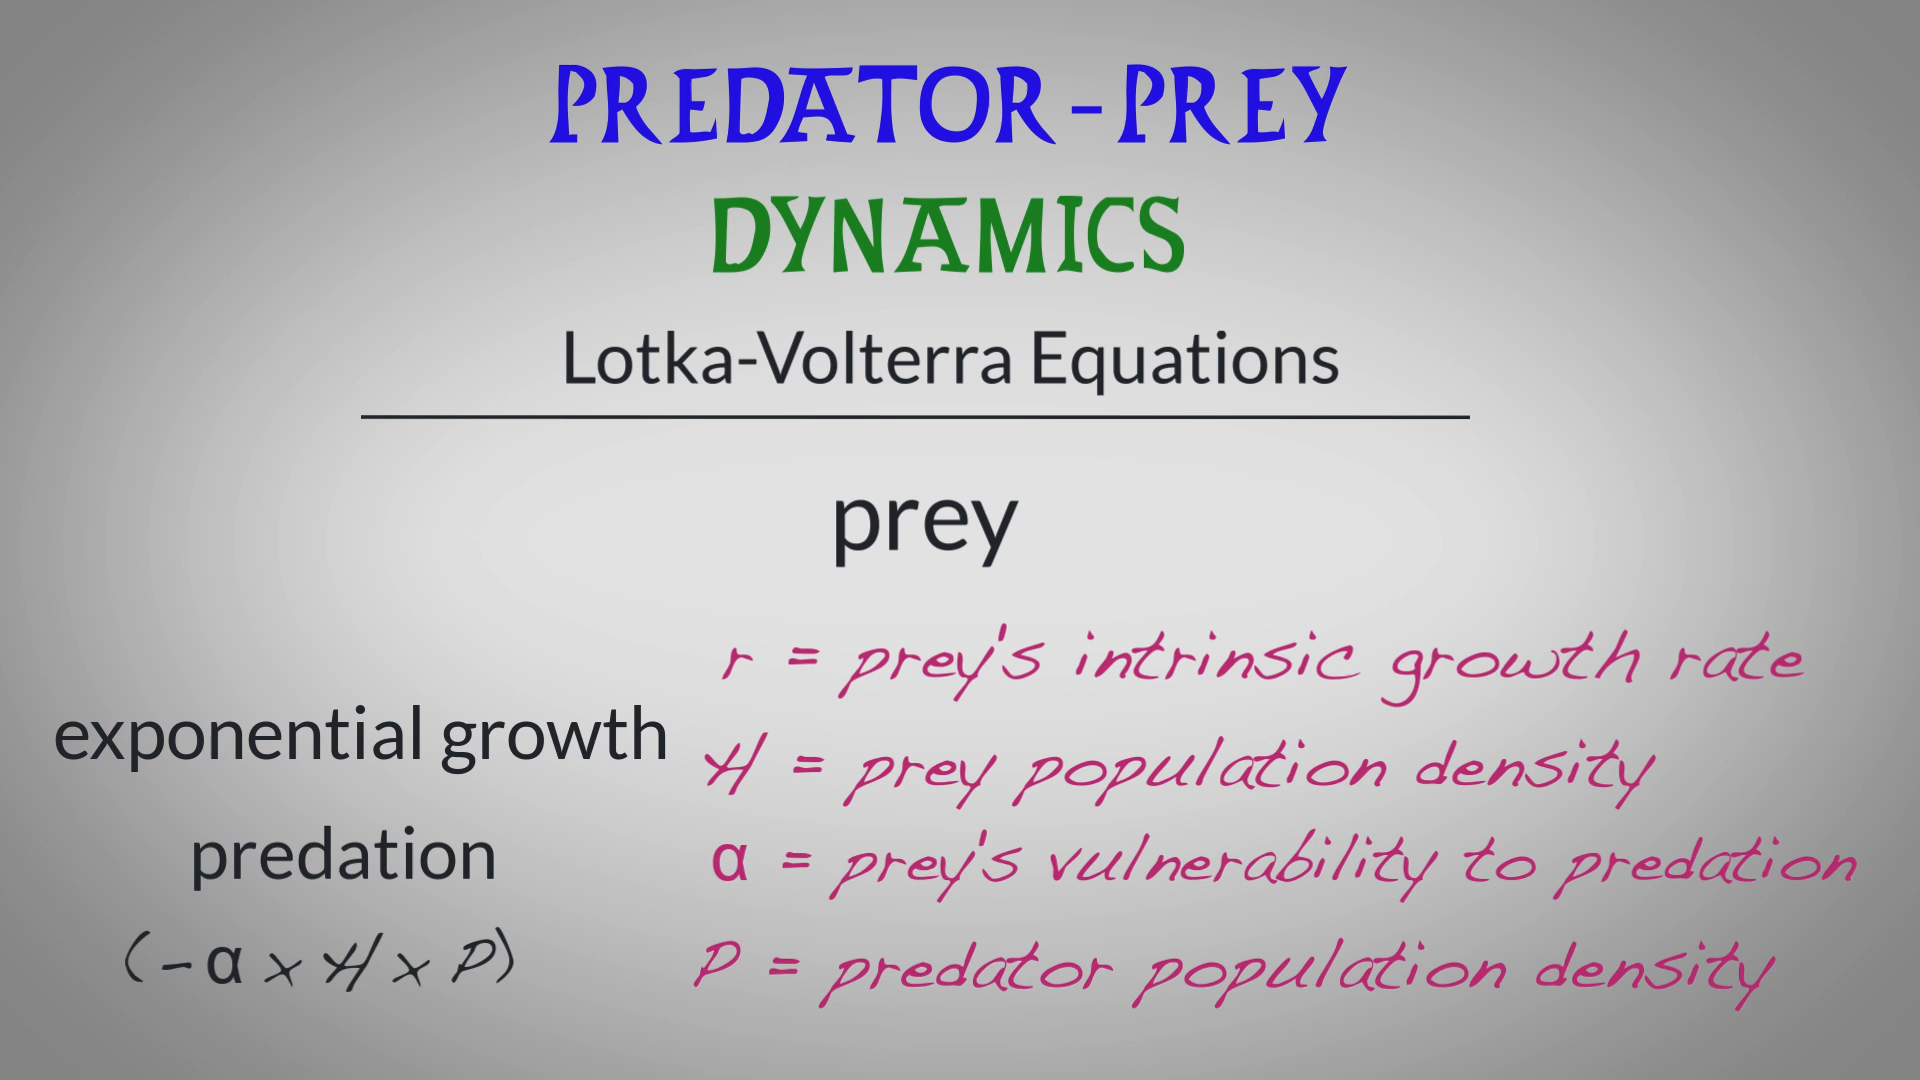 PREDATOR-PREY
DYNAMICS
Lotka-Volterra Equations
prey
r = prey's intrinsic growth rate
exponential growth
H = prey population density
predation
α = prey's vulnerability to predation
(-α x H x P)
P = predator population density